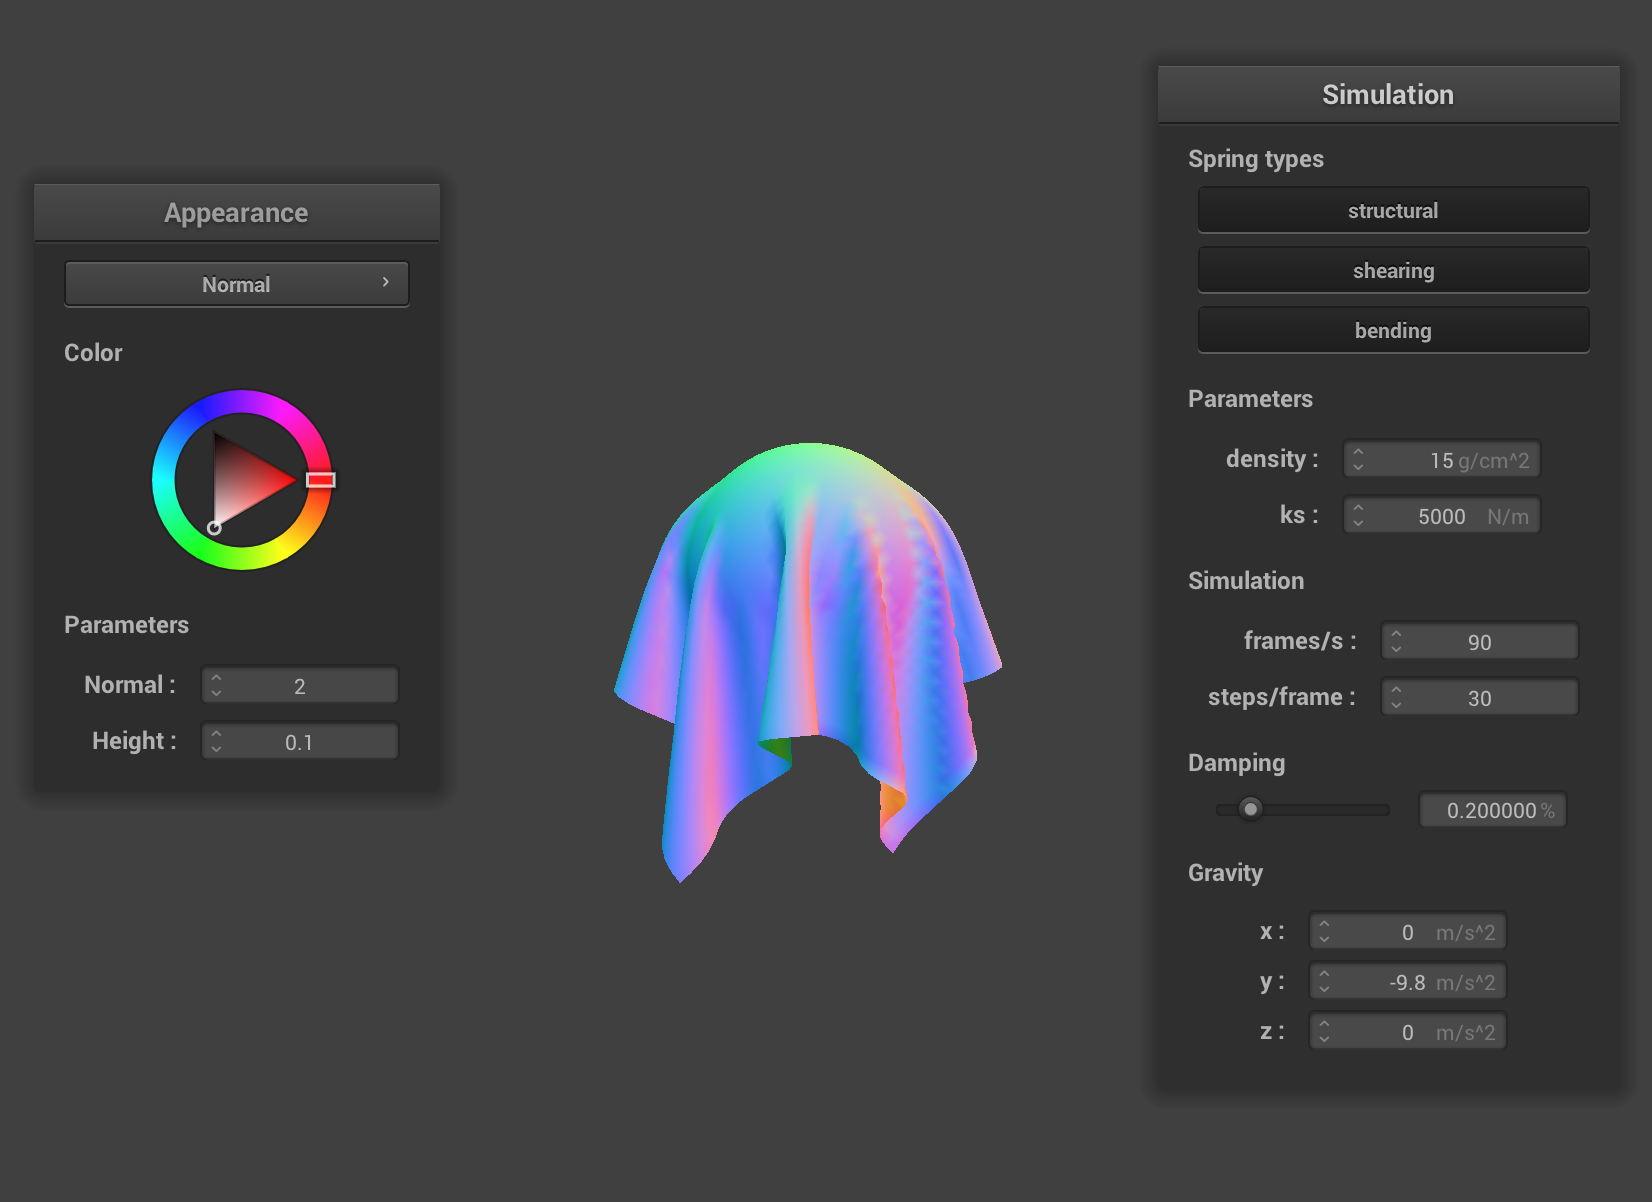 Appearance
Normal
Color
Parameters
Normal : 2
Height : 0.1
Simulation
Spring types
structural
shearing
bending
Parameters
density : 15 g/cm^2
ks : 5000 N/m
Simulation
frames/s : 90
steps/frame : 30
Damping
0.200000 %
Gravity
x : 0 m/s^2
y : -9.8 m/s^2
z : 0 m/s^2